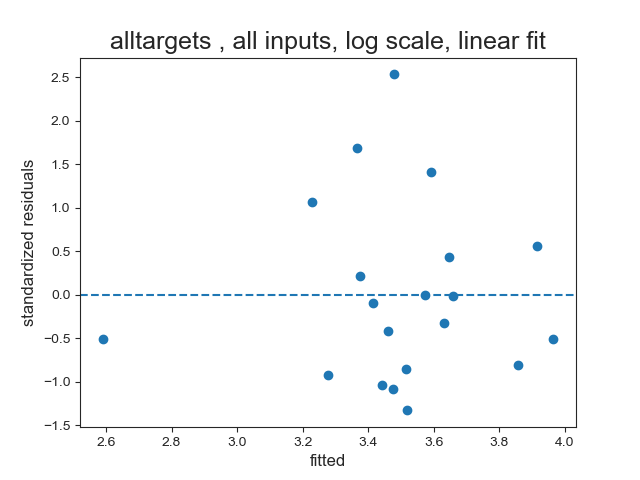 alltargets , all inputs, log scale, linear fit
standardized residuals
2.5
2.0
1.5
1.0
0.5
0.0
−0.5
−1.0
−1.5
2.6 2.8 3.0 3.2 3.4 3.6 3.8 4.0
fitted